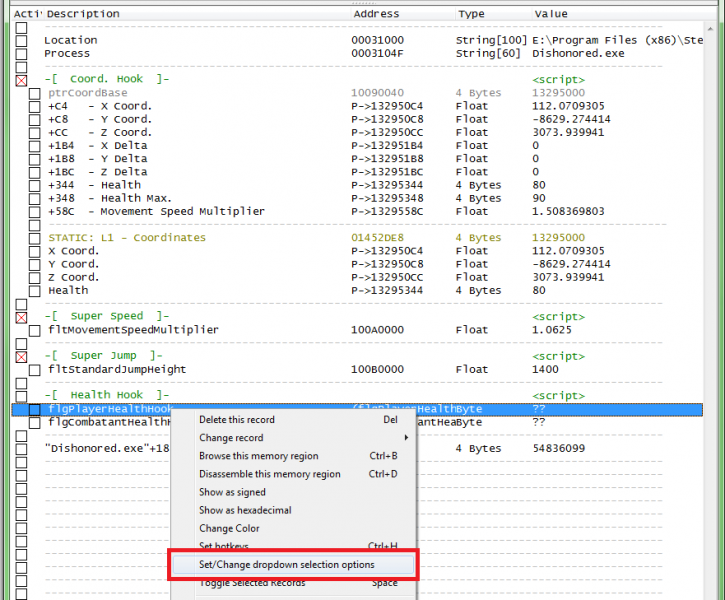 Activ Description Address Type Value
Location 00031000 String[100] E:\Program Files (x86)\Ste
Process 0003104F String[60] Dishonored.exe
-[ Coord. Hook ]- <script>
ptrCoordBase 10090040 4 Bytes 13295000
+C4 - X Coord. P->132950C4 Float 112.0709305
+C8 - Y Coord. P->132950C8 Float -8629.274414
+CC - Z Coord. P->132950CC Float 3073.939941
+1B4 - X Delta P->132951B4 Float 0
+1B8 - Y Delta P->132951B8 Float 0
+1BC - Z Delta P->132951BC Float 0
+344 - Health P->13295344 4 Bytes 80
+348 - Health Max. P->13295348 4 Bytes 90
+58C - Movement Speed Multiplier P->1329558C Float 1.508369803
STATIC: L1 - Coordinates 01452DE8 4 Bytes 13295000
X Coord. P->132950C4 Float 112.0709305
Y Coord. P->132950C8 Float -8629.274414
Z Coord. P->132950CC Float 3073.939941
Health P->13295344 4 Bytes 80
-[ Super Speed ]- <script>
fltMovementSpeedMultiplier 100A0000 Float 1.0625
-[ Super Jump ]- <script>
fltStandardJumpHeight 100B0000 Float 1400
-[ Health Hook ]- <script>
flgPlayerHealthHook (flgPlayerHealth Byte ??
flgCombatantHealthH antHea Byte ??
"Dishonored.exe"+18 4 Bytes 54836099
Delete this record Del
Change record
Browse this memory region Ctrl+B
Disassemble this memory region Ctrl+D
Show as signed
Show as hexadecimal
Change Color
Set hotkeys Ctrl+H
Set/Change dropdown selection options
Toggle Selected Records Space